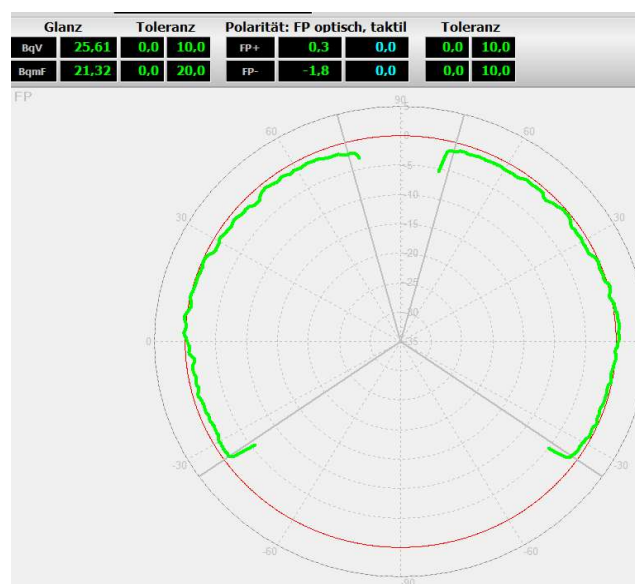 Glanz Toleranz Polarität: FP optisch, taktil Toleranz
BqV 25,61 0,0 10,0 FP+ 0,3 0,0 0,0 10,0
BqmF 21,32 0,0 20,0 FP- -1,8 0,0 0,0 10,0
FP
90
5
60 0 60
-5
-10
30 -15 30
-20
-25
-30
0 -35
-30 -30
-60 -60
-90